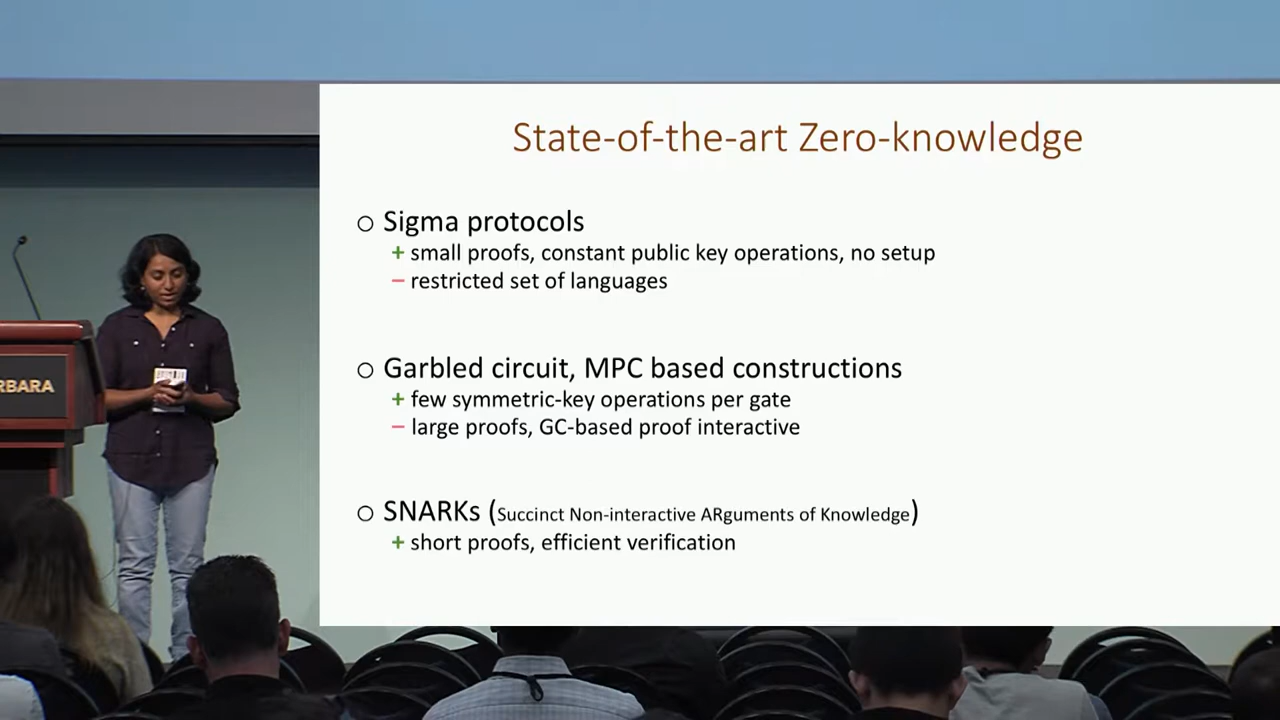 State-of-the-art Zero-knowledge
○ Sigma protocols
+ small proofs, constant public key operations, no setup
– restricted set of languages
○ Garbled circuit, MPC based constructions
+ few symmetric-key operations per gate
– large proofs, GC-based proof interactive
○ SNARKs (Succinct Non-interactive ARguments of Knowledge)
+ short proofs, efficient verification
RBARA